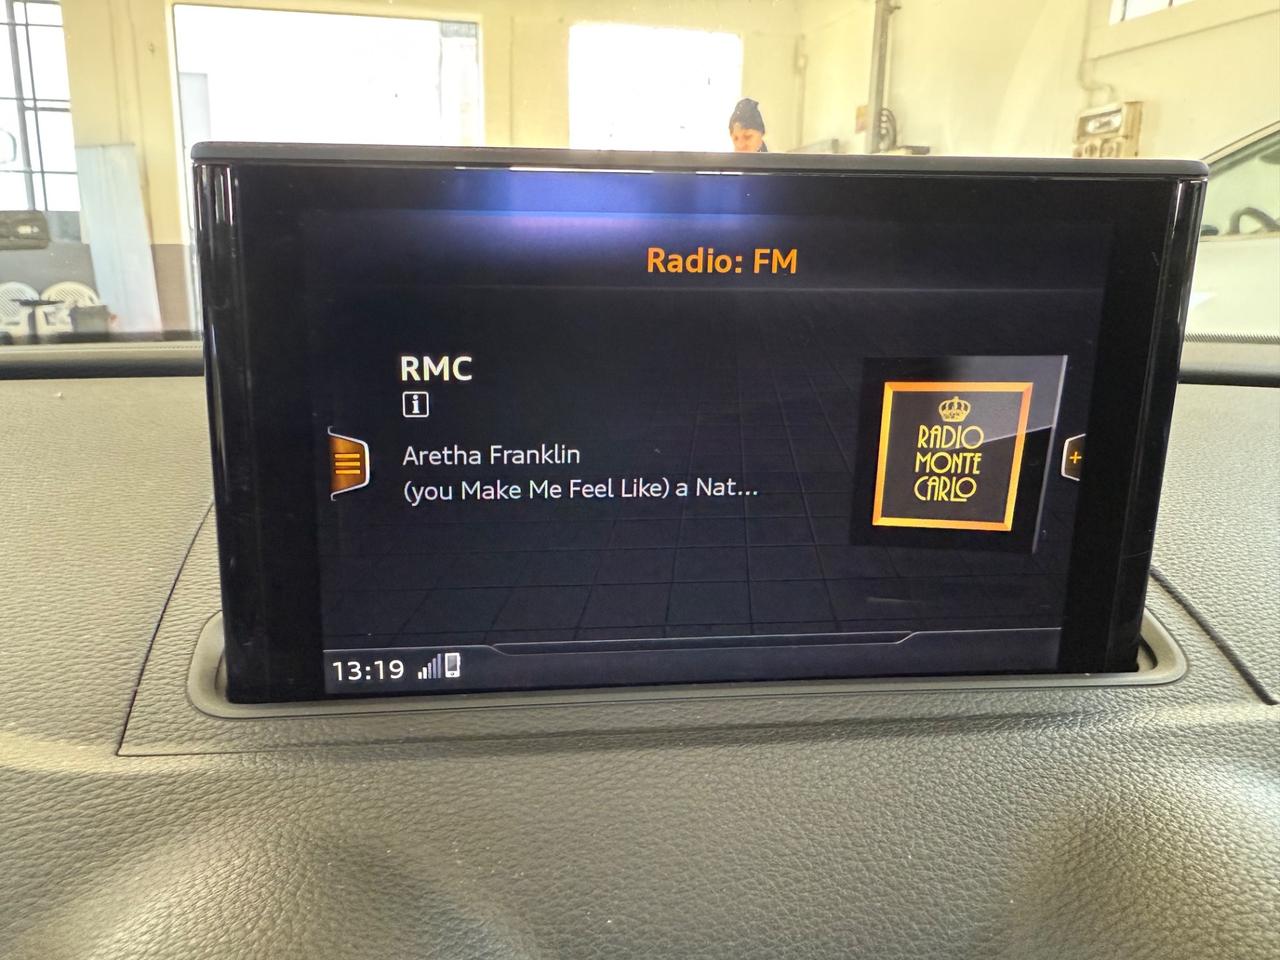 Radio: FM
RMC
i
Aretha Franklin
(you Make Me Feel Like) a Nat...
RADIO
MONTE
CARLO
+
13:19